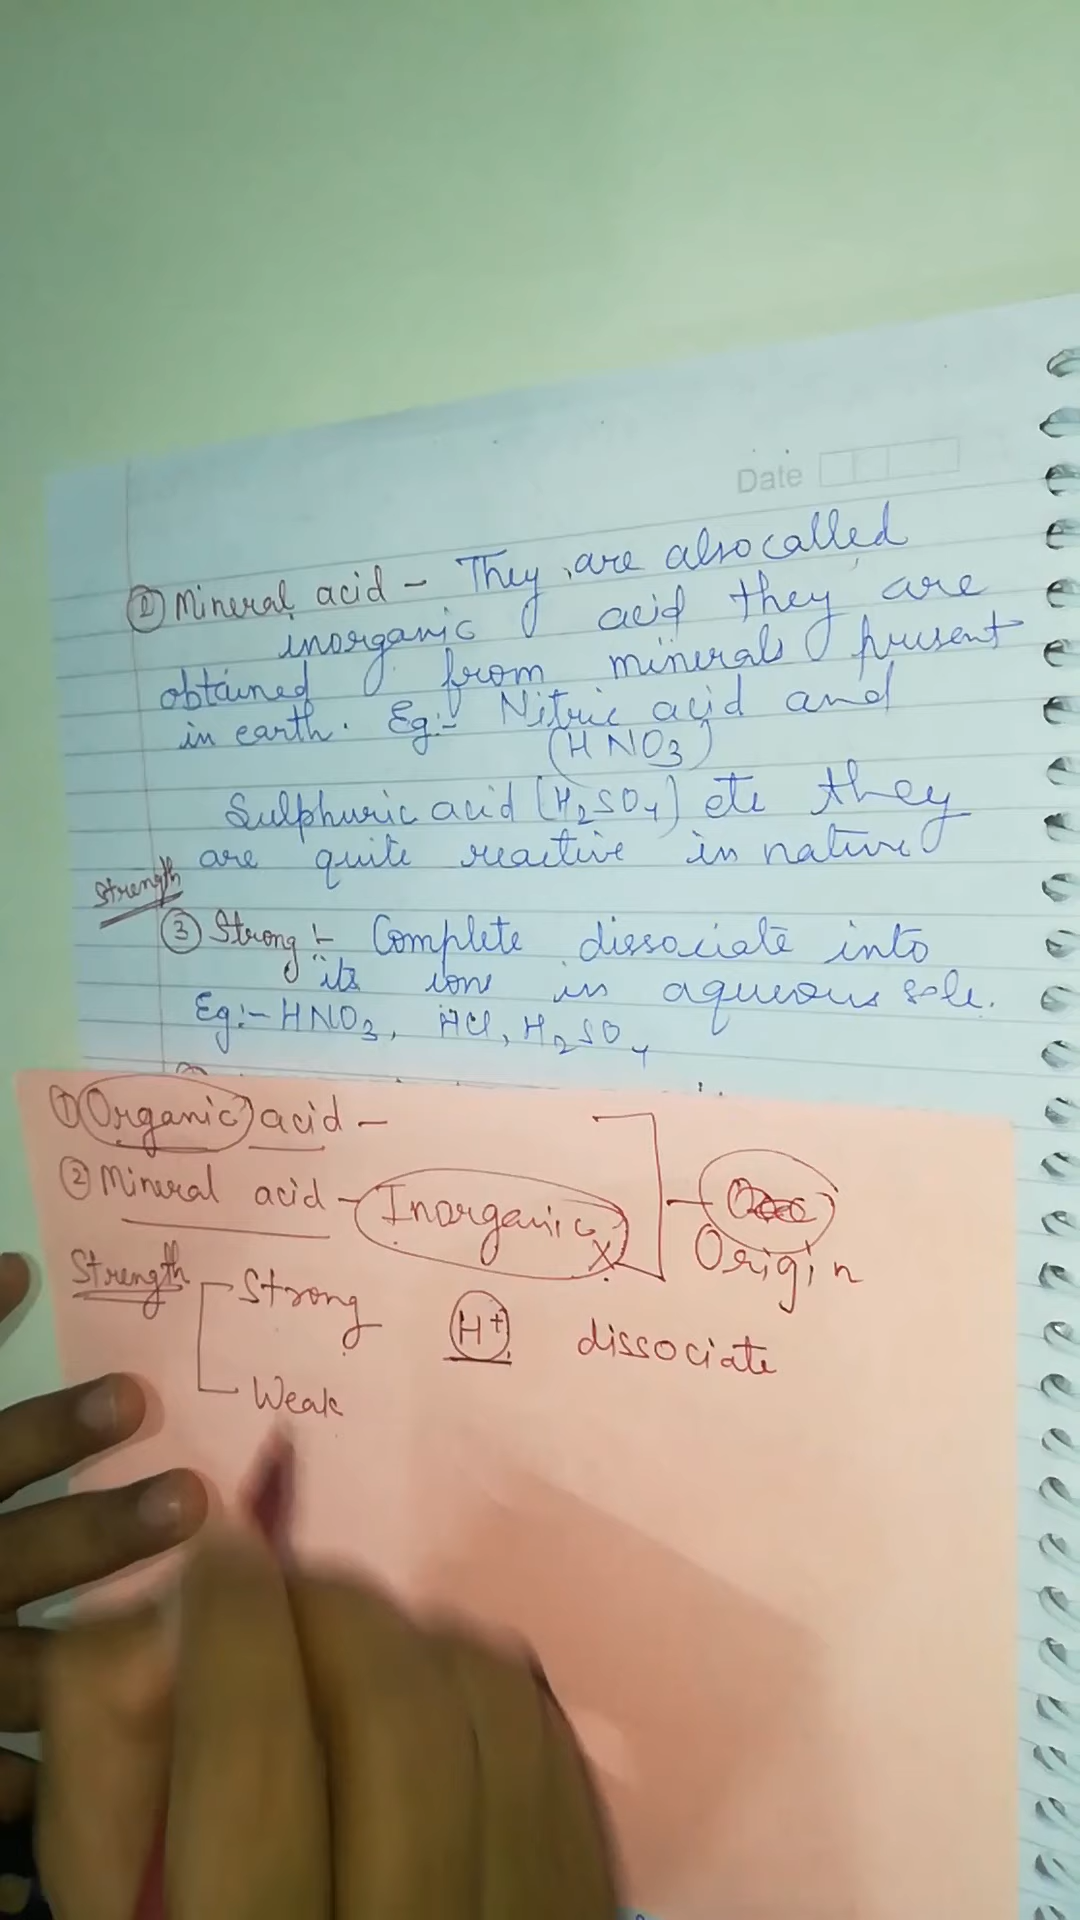 Date
② Mineral acid - They are also called
inorganic acid they are
obtained from minerals present
in earth. Eg:- Nitric acid and
(HNO3)
Sulphuric acid (H2SO4) etc they
are quite reactive in nature
Strength
③ Strong :- Complete dissociate into
its ions in aqueous sole.
Eg:- HNO3, HCl, H2SO4
① Organic acid -
② Mineral acid - Inorganic
Origin
Strength
Strong H+ dissociate
Weak